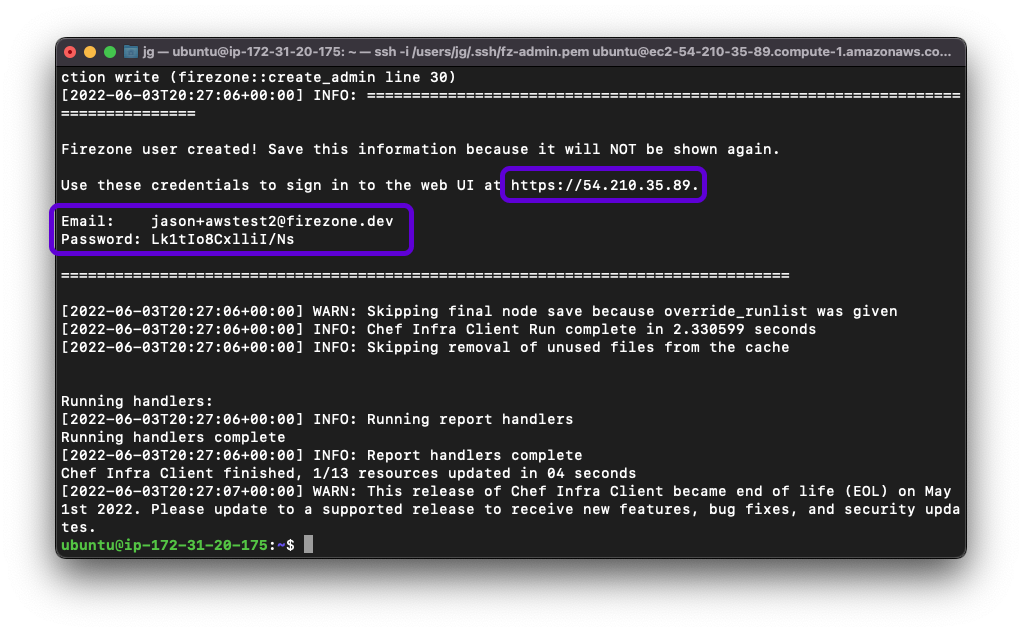 jg — ubuntu@ip-172-31-20-175: ~ — ssh -i /users/jg/.ssh/fz-admin.pem ubuntu@ec2-54-210-35-89.compute-1.amazonaws.co...
ction write (firezone::create_admin line 30)
[2022-06-03T20:27:06+00:00] INFO: ==================================================================
===============
Firezone user created! Save this information because it will NOT be shown again.
Use these credentials to sign in to the web UI at https://54.210.35.89.
Email:    jason+awstest2@firezone.dev
Password: Lk1tIo8CxlliI/Ns
=================================================================================
[2022-06-03T20:27:06+00:00] WARN: Skipping final node save because override_runlist was given
[2022-06-03T20:27:06+00:00] INFO: Chef Infra Client Run complete in 2.330599 seconds
[2022-06-03T20:27:06+00:00] INFO: Skipping removal of unused files from the cache
Running handlers:
[2022-06-03T20:27:06+00:00] INFO: Running report handlers
Running handlers complete
[2022-06-03T20:27:06+00:00] INFO: Report handlers complete
Chef Infra Client finished, 1/13 resources updated in 04 seconds
[2022-06-03T20:27:07+00:00] WARN: This release of Chef Infra Client became end of life (EOL) on May
1st 2022. Please update to a supported release to receive new features, bug fixes, and security upda
tes.
ubuntu@ip-172-31-20-175:~$